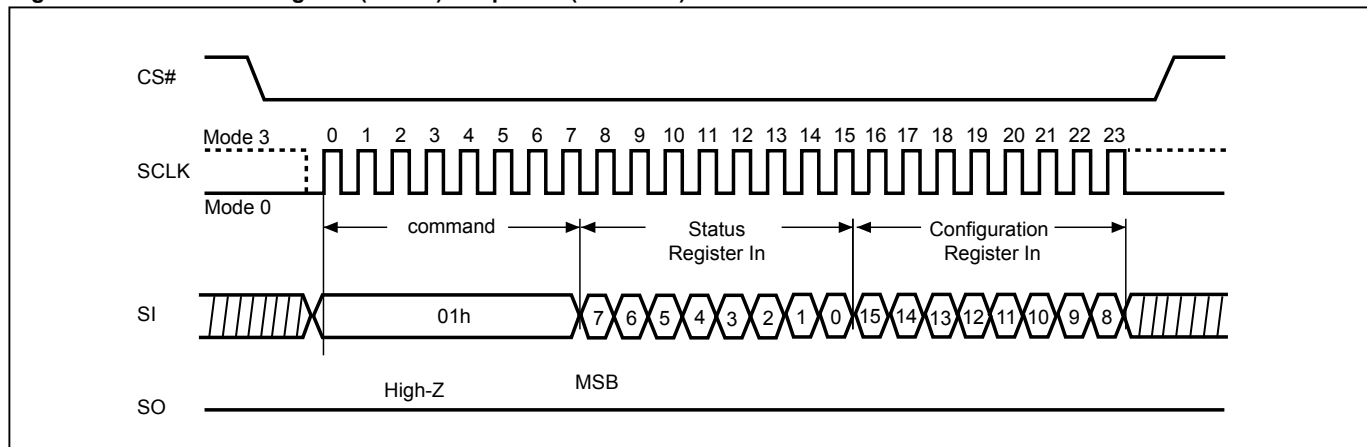 CS#
Mode 3
0 1 2 3 4 5 6 7 8 9 10 11 12 13 14 15 16 17 18 19 20 21 22 23
SCLK
Mode 0
command
Status
Register In
Configuration
Register In
SI
01h
7 6 5 4 3 2 1 0 15 14 13 12 11 10 9 8
High-Z
MSB
SO